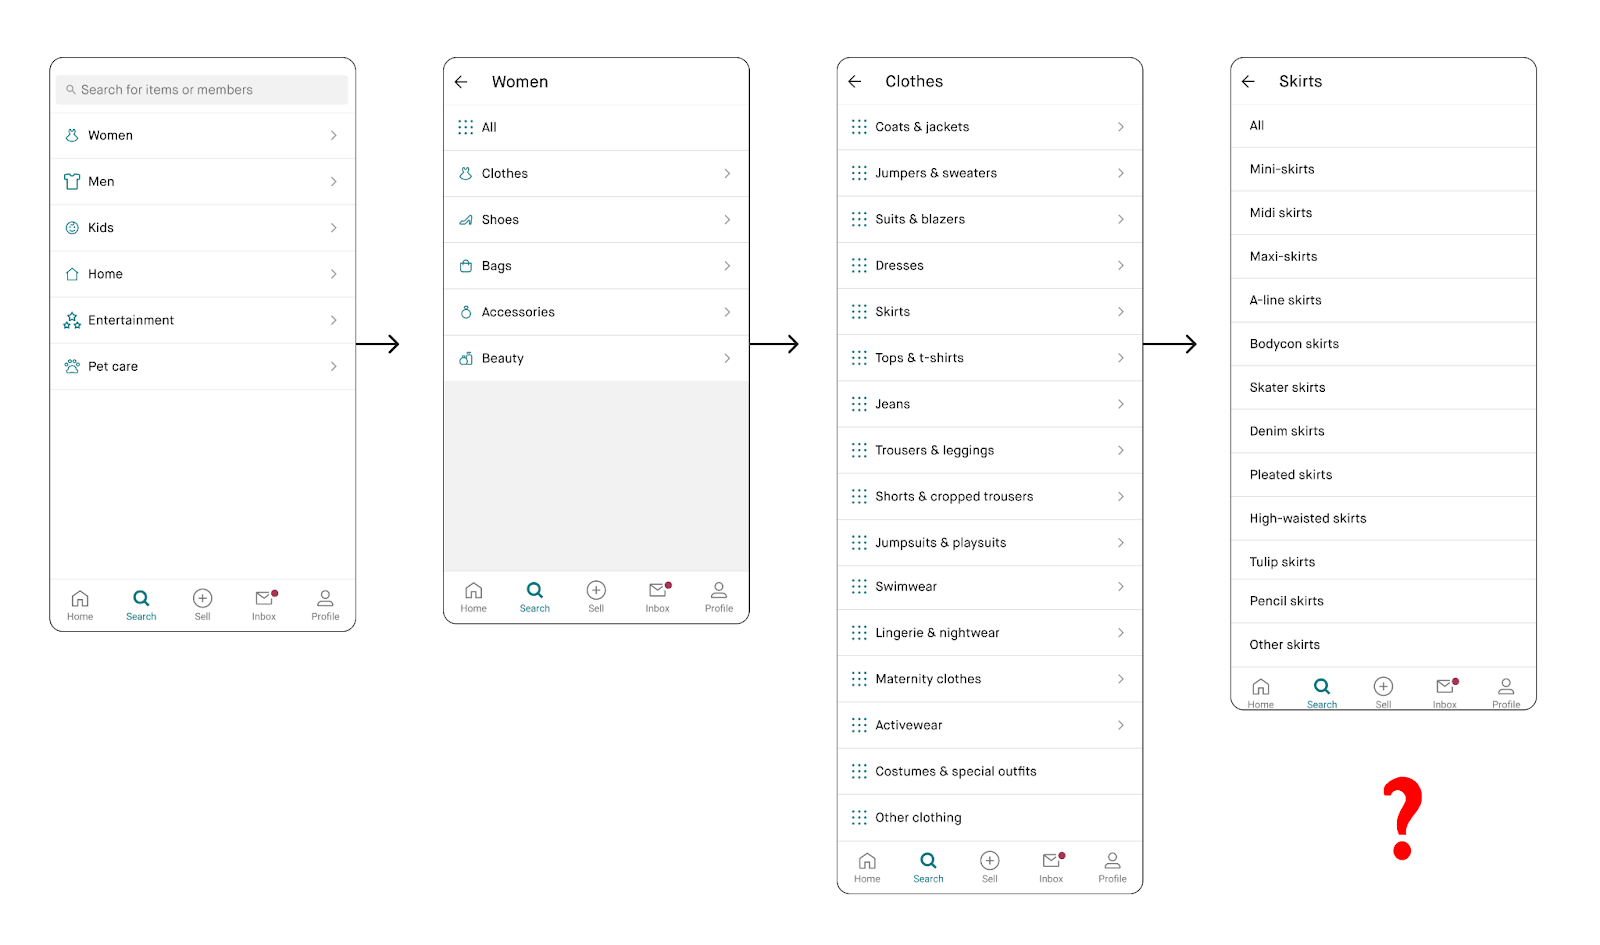 Search for items or members
Women
Men
Kids
Home
Entertainment
Pet care
Home
Search
Sell
Inbox
Profile
Women
All
Clothes
Shoes
Bags
Accessories
Beauty
Home
Search
Sell
Inbox
Profile
Clothes
Coats & jackets
Jumpers & sweaters
Suits & blazers
Dresses
Skirts
Tops & t-shirts
Jeans
Trousers & leggings
Shorts & cropped trousers
Jumpsuits & playsuits
Swimwear
Lingerie & nightwear
Maternity clothes
Activewear
Costumes & special outfits
Other clothing
Home
Search
Sell
Inbox
Profile
Skirts
All
Mini-skirts
Midi skirts
Maxi-skirts
A-line skirts
Bodycon skirts
Skater skirts
Denim skirts
Pleated skirts
High-waisted skirts
Tulip skirts
Pencil skirts
Other skirts
Home
Search
Sell
Inbox
Profile
?